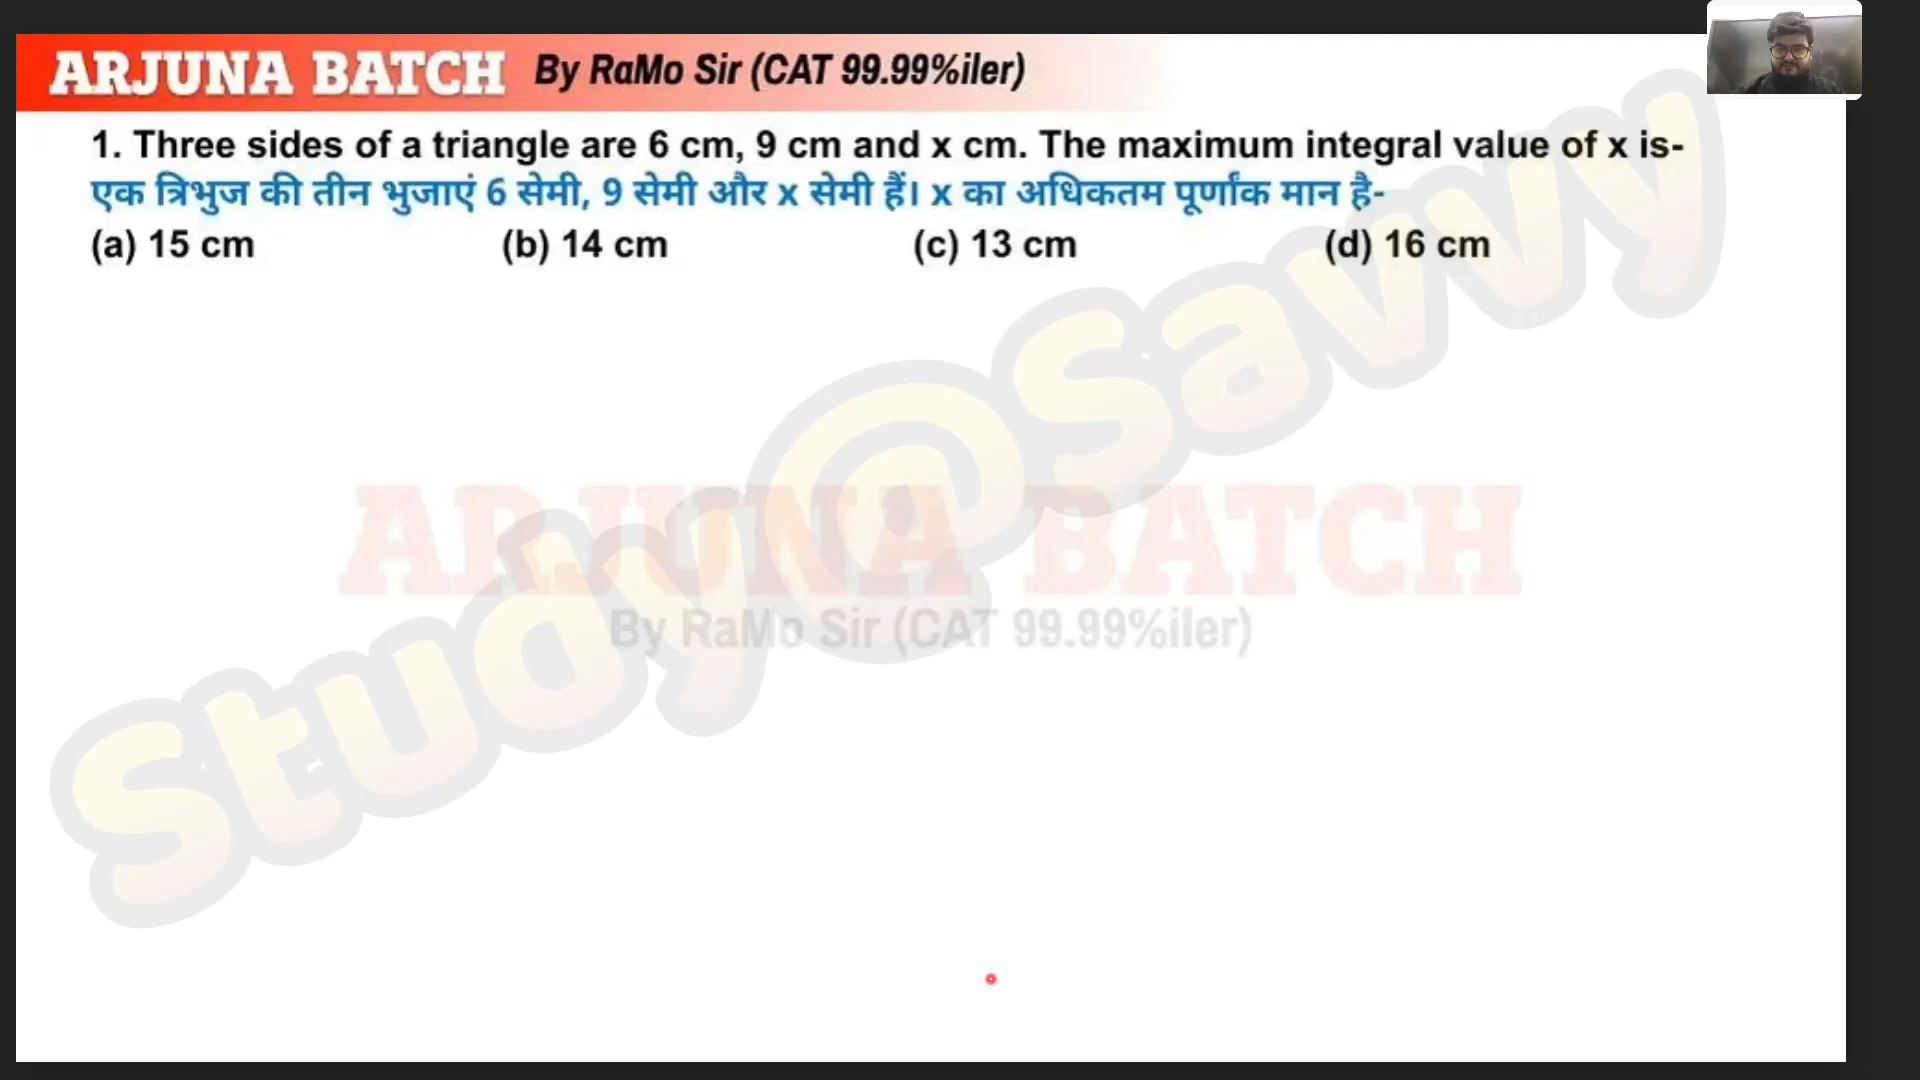 ARJUNA BATCH By RaMo Sir (CAT 99.99%iler)
1. Three sides of a triangle are 6 cm, 9 cm and x cm. The maximum integral value of x is-
एक त्रिभुज की तीन भुजाएं 6 सेमी, 9 सेमी और x सेमी हैं। x का अधिकतम पूर्णांक मान है-
(a) 15 cm (b) 14 cm (c) 13 cm (d) 16 cm
Study@Savvy
ARJUNA BATCH
By RaMo Sir (CAT 99.99%iler)